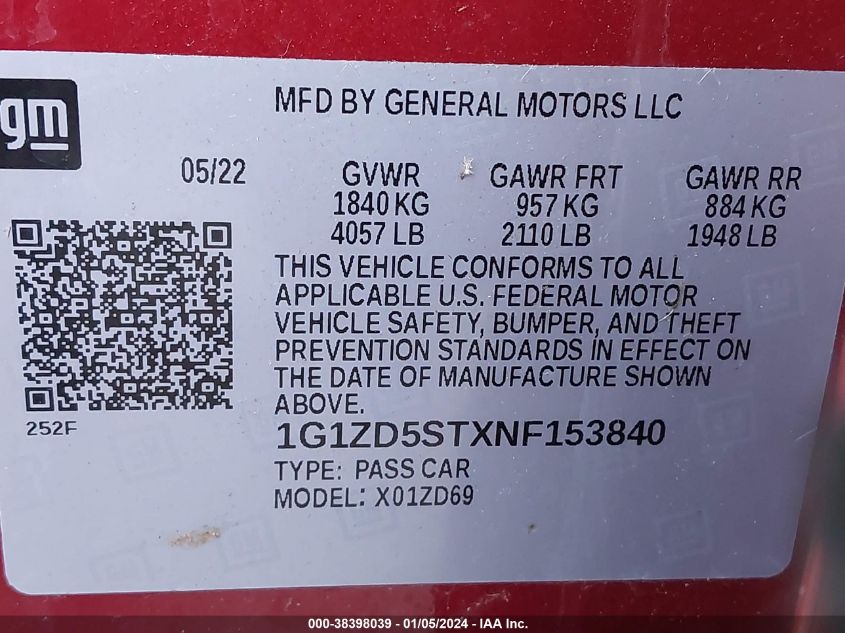 gm
MFD BY GENERAL MOTORS LLC
05/22 GVWR GAWR FRT GAWR RR
1840 KG 957 KG 884 KG
4057 LB 2110 LB 1948 LB
THIS VEHICLE CONFORMS TO ALL
APPLICABLE U.S. FEDERAL MOTOR
VEHICLE SAFETY, BUMPER, AND THEFT
PREVENTION STANDARDS IN EFFECT ON
THE DATE OF MANUFACTURE SHOWN
ABOVE.
252F
1G1ZD5STXNF153840
TYPE: PASS CAR
MODEL: X01ZD69
000-38398039 - 01/05/2024 - IAA Inc.